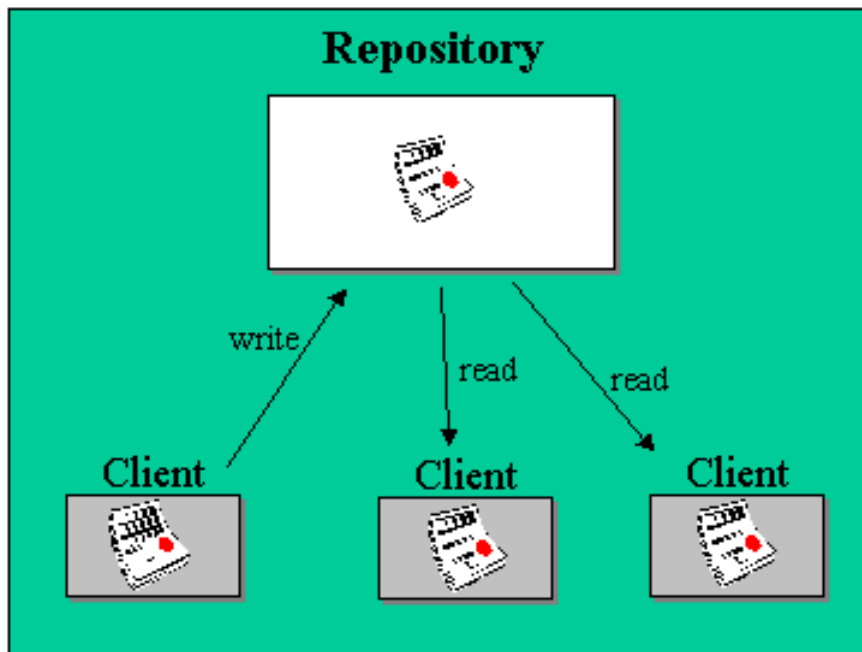 Repository
write
read
read
Client
Client
Client